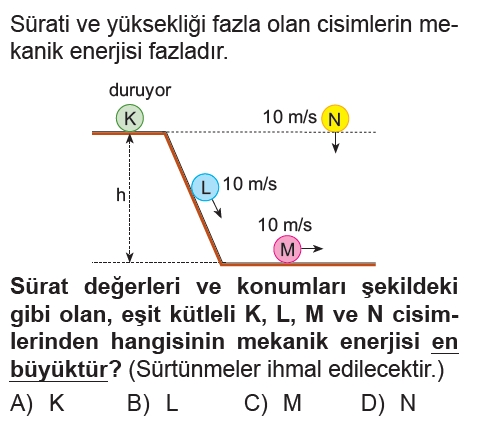 Sürati ve yüksekliği fazla olan cisimlerin me-
kanik enerjisi fazladır.
duruyor
K
10 m/s N
L 10 m/s
h
10 m/s
M
Sürat değerleri ve konumları şekildeki
gibi olan, eşit kütleli K, L, M ve N cisim-
lerinden hangisinin mekanik enerjisi en
büyüktür? (Sürtünmeler ihmal edilecektir.)
A) K B) L C) M D) N